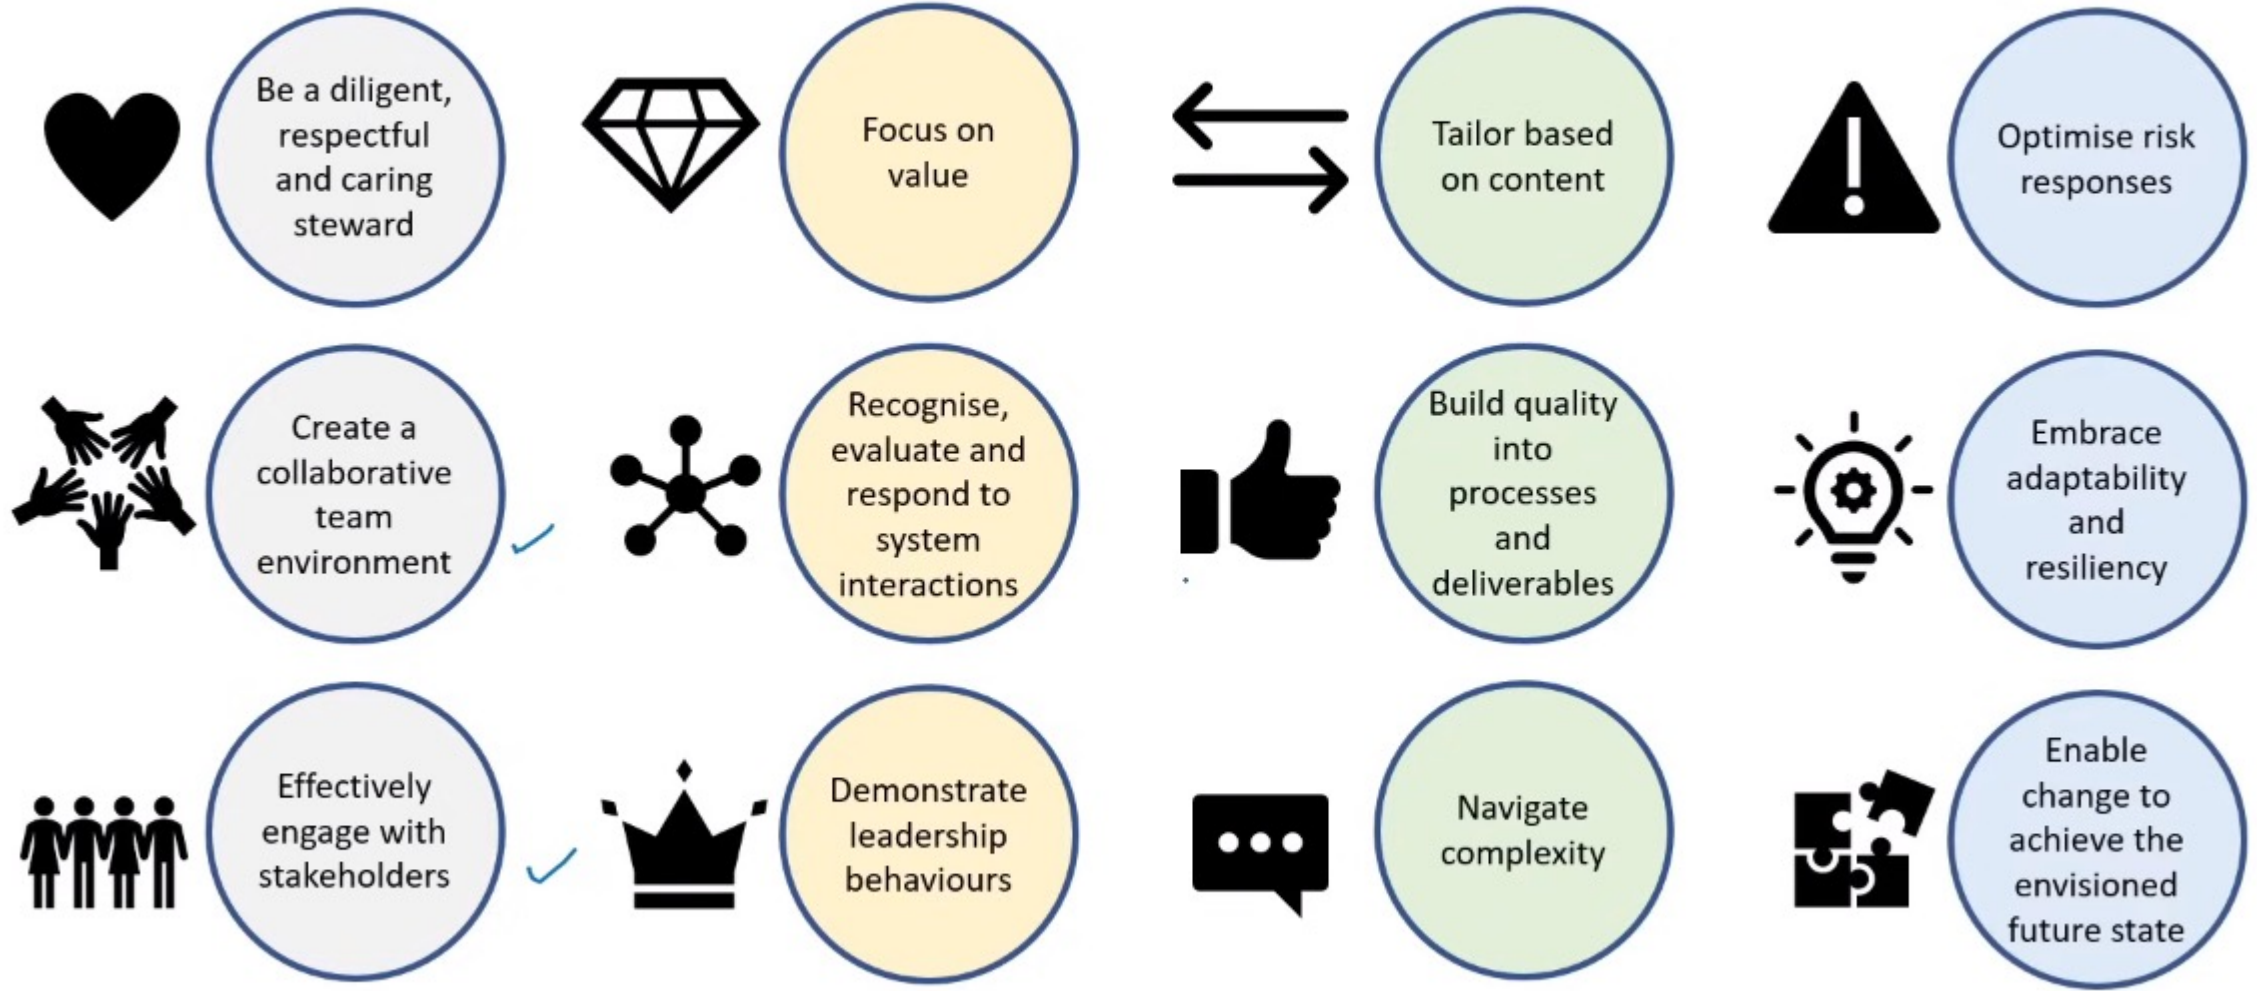 Be a diligent,
respectful
and caring
steward
Focus on
value
Tailor based
on content
Optimise risk
responses
Create a
collaborative
team
environment
Recognise,
evaluate and
respond to
system
interactions
Build quality
into
processes
and
deliverables
Embrace
adaptability
and
resiliency
Effectively
engage with
stakeholders
Demonstrate
leadership
behaviours
Navigate
complexity
Enable
change to
achieve the
envisioned
future state